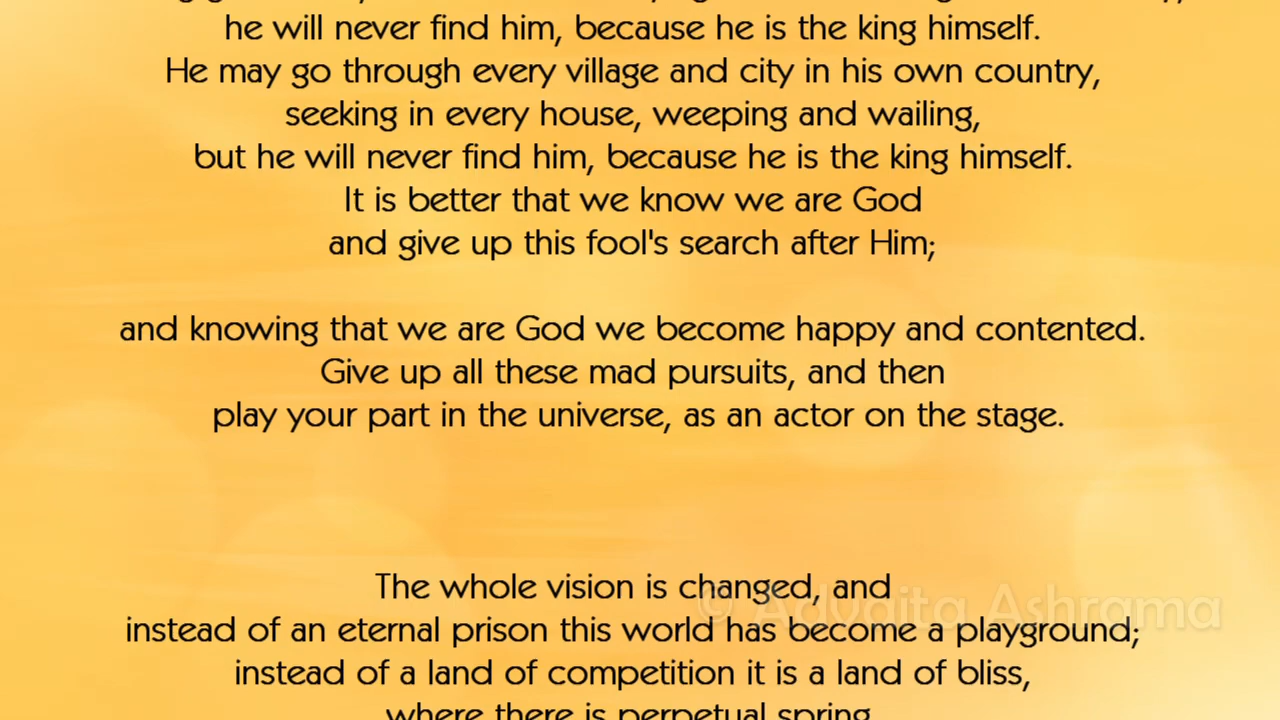 he will never find him, because he is the king himself.
He may go through every village and city in his own country,
seeking in every house, weeping and wailing,
but he will never find him, because he is the king himself.
It is better that we know we are God
and give up this fool's search after Him;
and knowing that we are God we become happy and contented.
Give up all these mad pursuits, and then
play your part in the universe, as an actor on the stage.
The whole vision is changed, and
© Advaita Ashrama
instead of an eternal prison this world has become a playground;
instead of a land of competition it is a land of bliss,
where there is perpetual spring